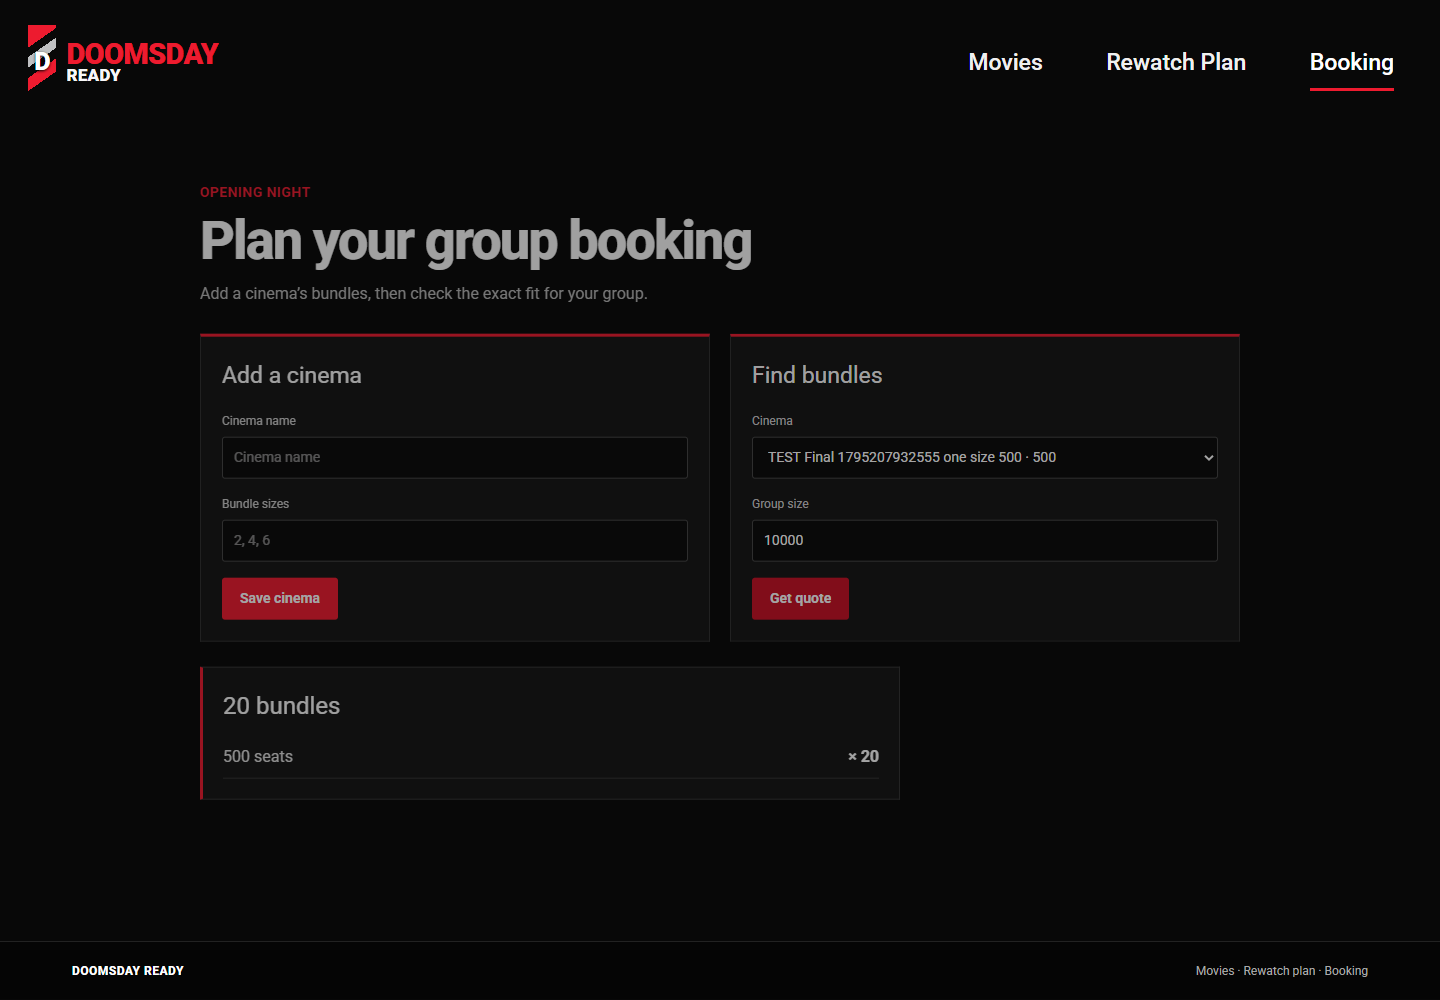 D DOOMSDAY
READY
Movies Rewatch Plan Booking
OPENING NIGHT
Plan your group booking
Add a cinema’s bundles, then check the exact fit for your group.
Add a cinema
Cinema name
Cinema name
Bundle sizes
2, 4, 6
Save cinema
Find bundles
Cinema
TEST Final 1795207932555 one size 500 · 500
Group size
10000
Get quote
20 bundles
500 seats × 20
DOOMSDAY READY
Movies · Rewatch plan · Booking